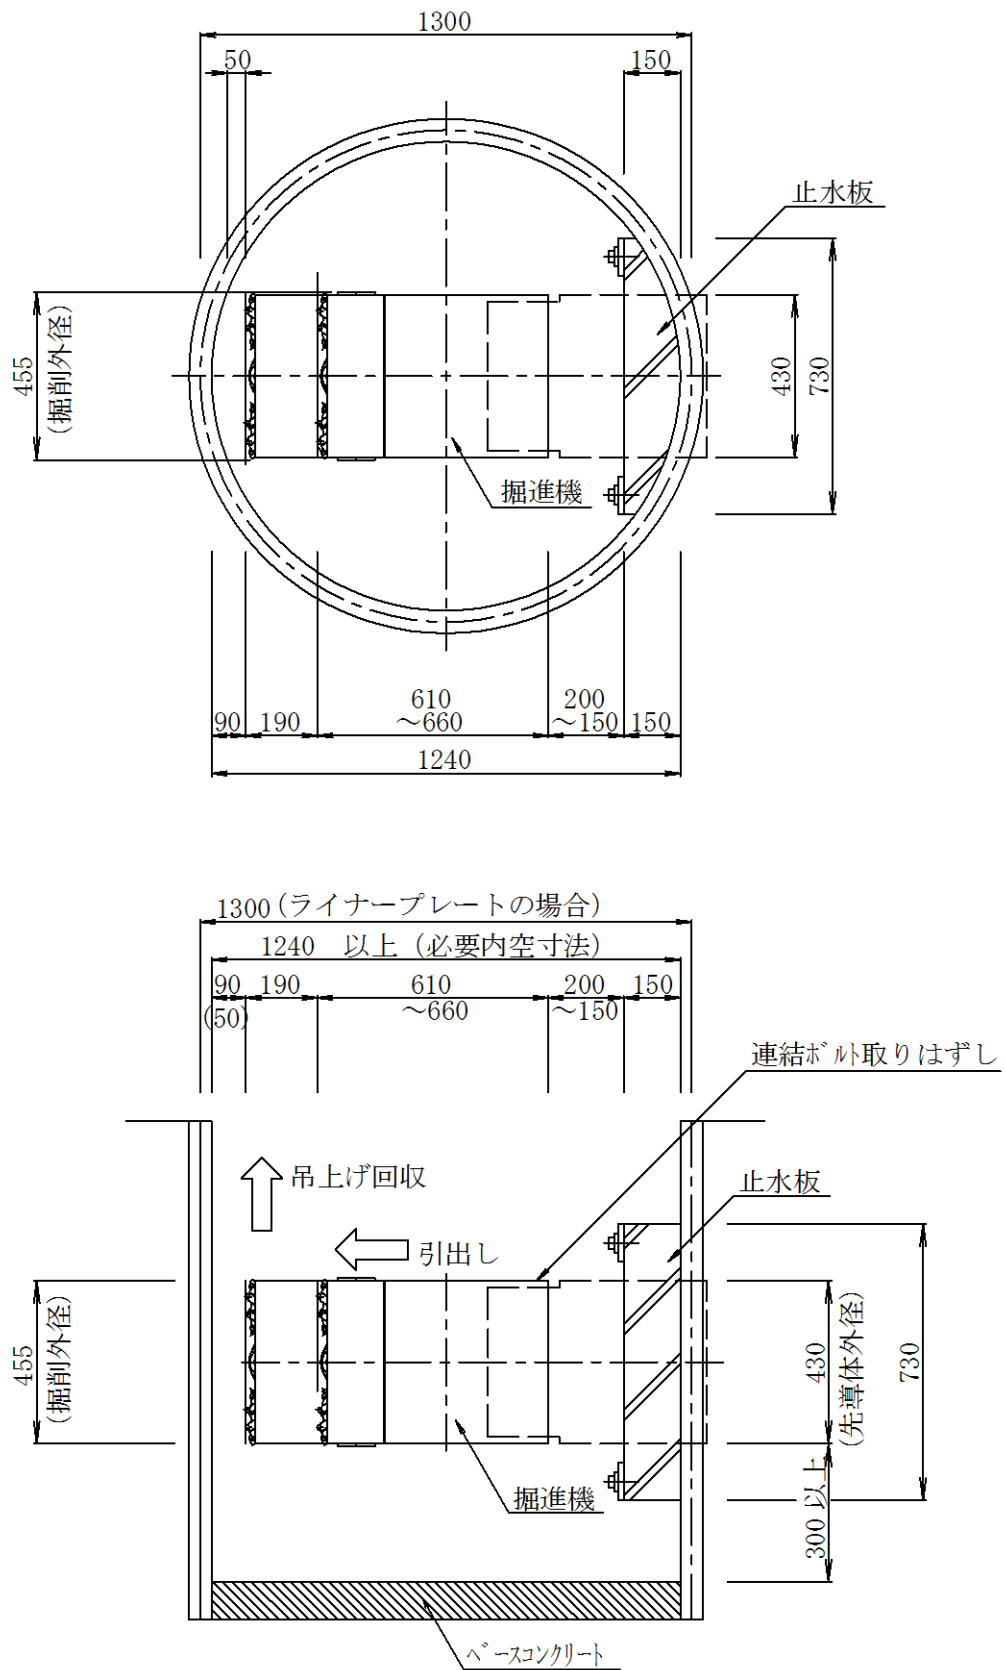 1300
50
150
止水板
455
(掘削外径)
430
730
掘進機
610
～660
200
～150
90
190
150
1240
1300(ライナープレートの場合)
1240 以上(必要内空寸法)
90
(50)
190
610
～660
200
～150
150
連結ボルト取りはずし
吊上げ回収
止水板
引出し
455
(掘削外径)
430
(先導体外径)
730
掘進機
300以上
ベースコンクリート